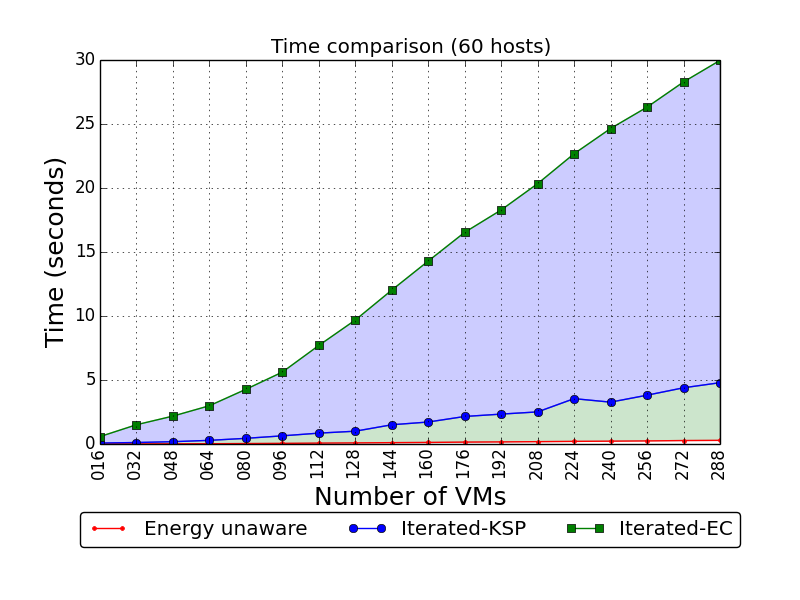 Time comparison (60 hosts)
30
25
20
15
10
5
0
Time (seconds)
016 032 048 064 080 096 112 128 144 160 176 192 208 224 240 256 272 288
Number of VMs
Energy unaware Iterated-KSP Iterated-EC